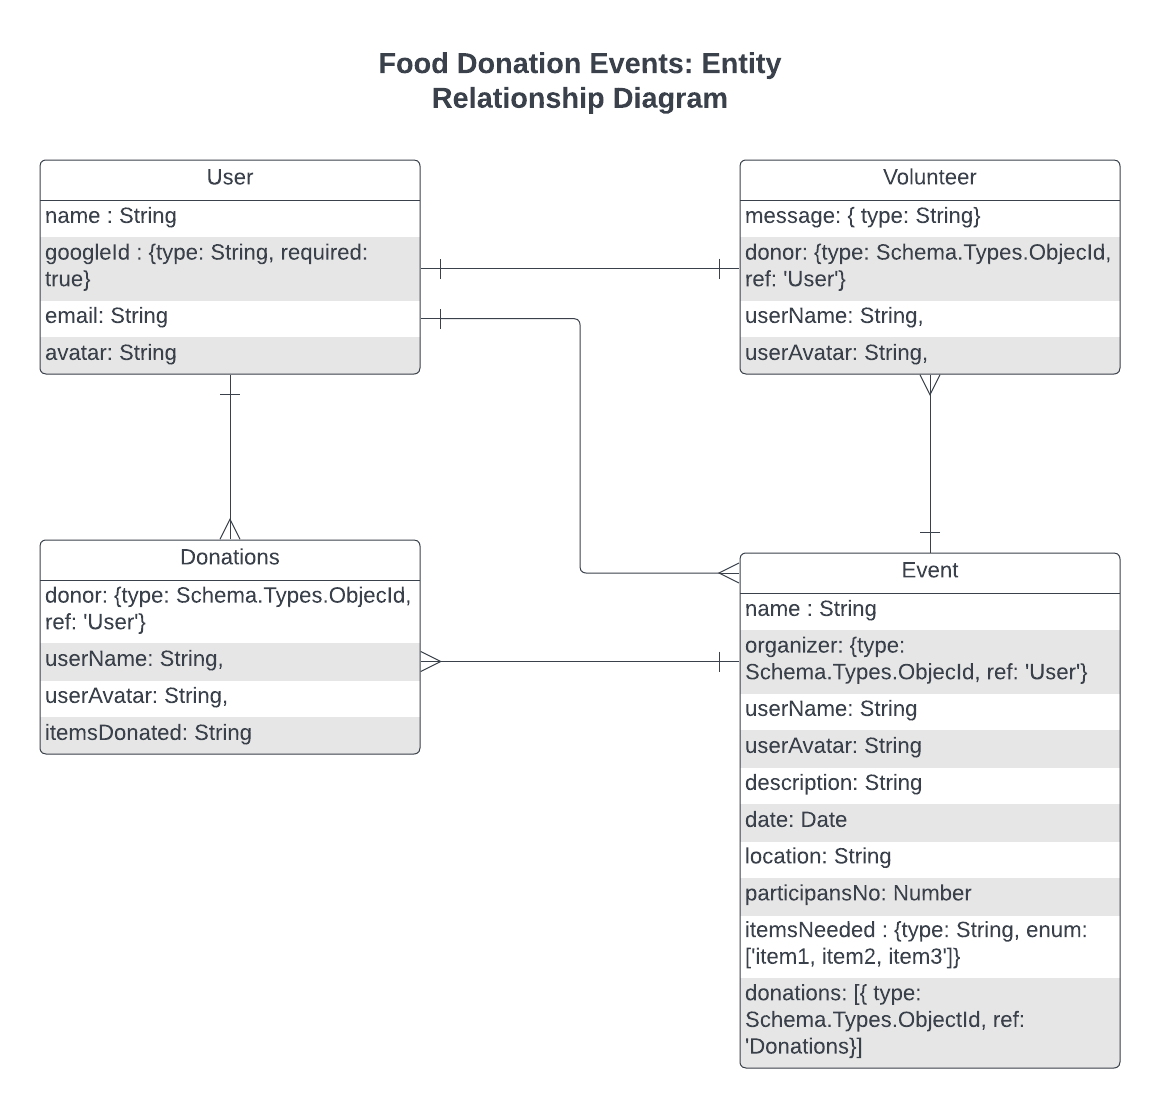 Food Donation Events: Entity
Relationship Diagram
User
name : String
googleId : {type: String, required:
true}
email: String
avatar: String
Volunteer
message: { type: String}
donor: {type: Schema.Types.ObjecId,
ref: 'User'}
userName: String,
userAvatar: String,
Donations
donor: {type: Schema.Types.ObjecId,
ref: 'User'}
userName: String,
userAvatar: String,
itemsDonated: String
Event
name : String
organizer: {type:
Schema.Types.ObjecId, ref: 'User'}
userName: String
userAvatar: String
description: String
date: Date
location: String
participansNo: Number
itemsNeeded : {type: String, enum:
['item1, item2, item3']}
donations: [{ type:
Schema.Types.ObjectId, ref:
'Donations}]